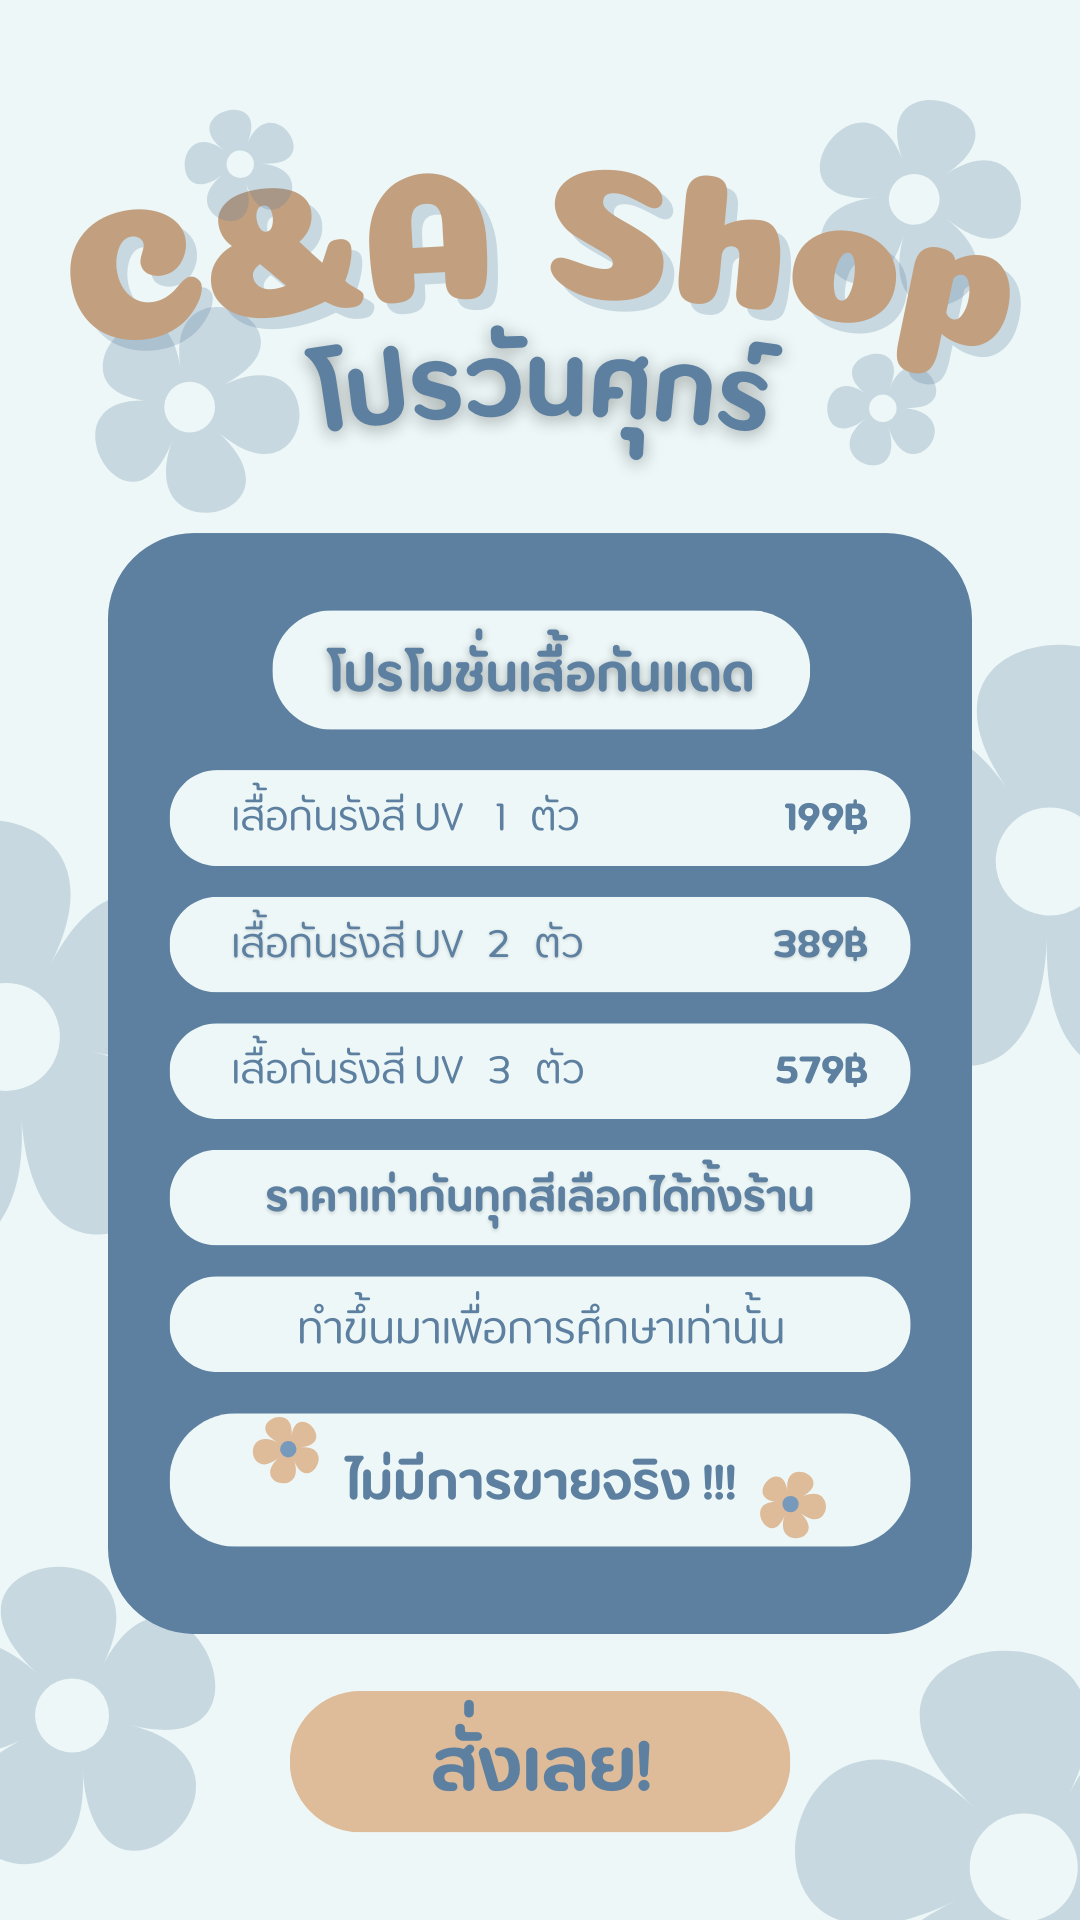 C&A Shop
โปรวันศุกร์
โปรโมชั่นเสื้อกันแดด
เสื้อกันรังสี UV 1 ตัว 199฿
เสื้อกันรังสี UV 2 ตัว 389฿
เสื้อกันรังสี UV 3 ตัว 579฿
ราคาเท่ากันทุกสีเลือกได้ทั้งร้าน
ทำขึ้นมาเพื่อการศึกษาเท่านั้น
ไม่มีการขายจริง !!!
สั่งเลย!